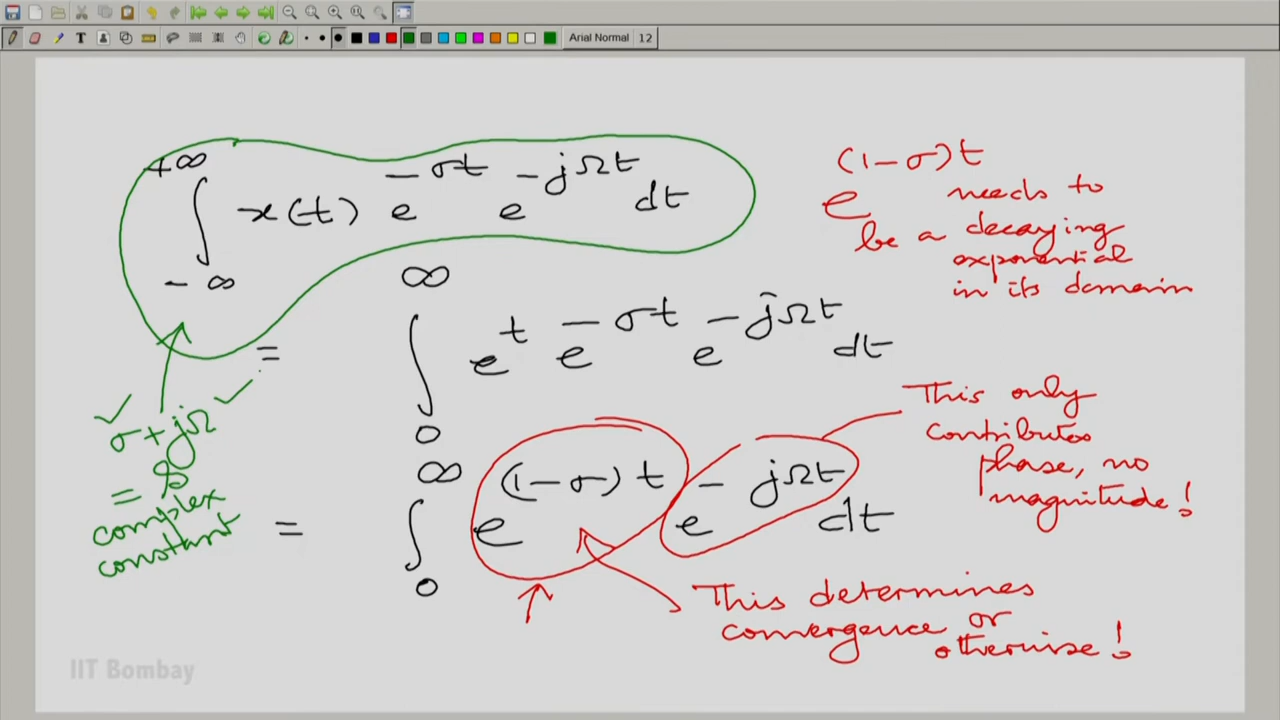 Arial Normal 12
+∞
∫ x(t) e^{-σt} e^{-jΩt} dt
-∞
∞
= ∫ e^{t} e^{-σt} e^{-jΩt} dt
0
∞
= ∫ e^{(1-σ)t} e^{-jΩt} dt
0
σ+jΩ
= s
complex
constant
e^{(1-σ)t} needs to
be a decaying
exponential
in its domain
This only
contributes
phase, no
magnitude!
This determines
convergence or
otherwise!
IIT Bombay